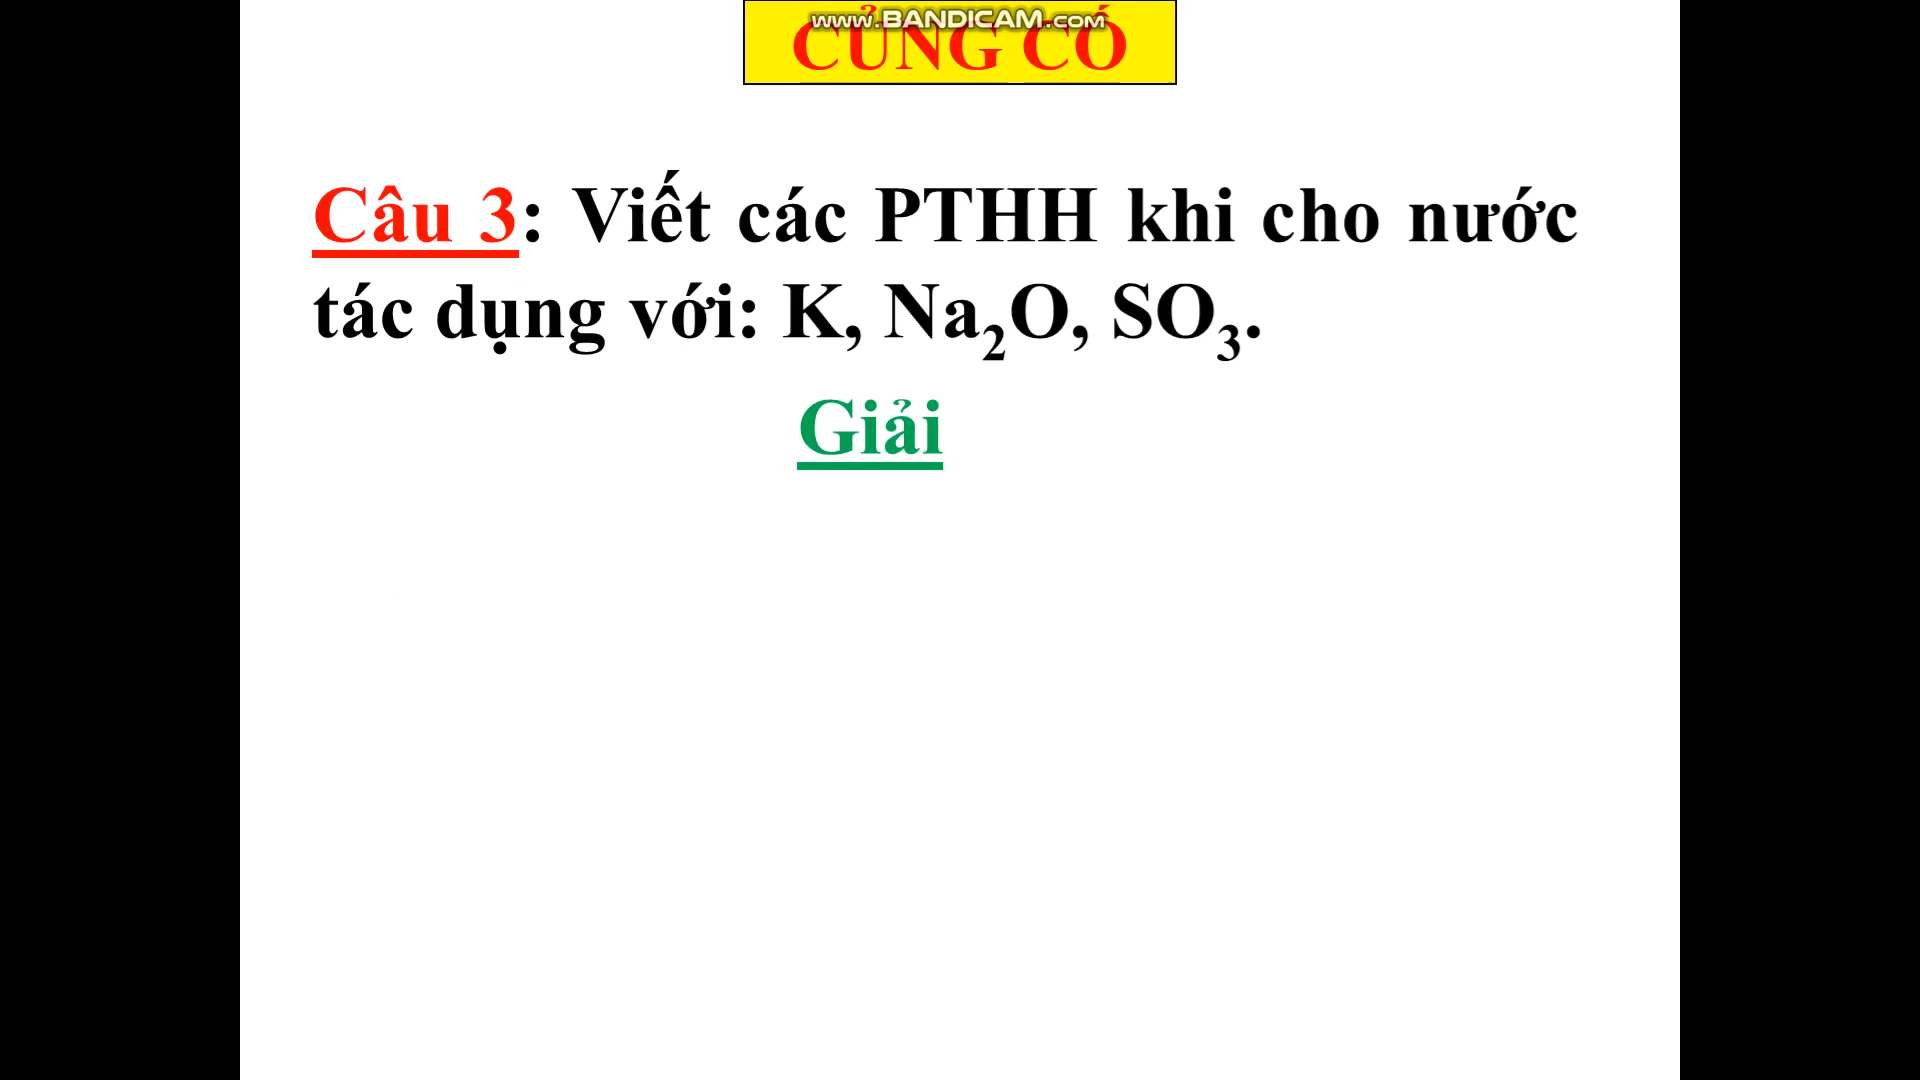 www.BANDICAM.com
CỦNG CỐ
Câu 3: Viết các PTHH khi cho nước
tác dụng với: K, Na₂O, SO₃.
Giải